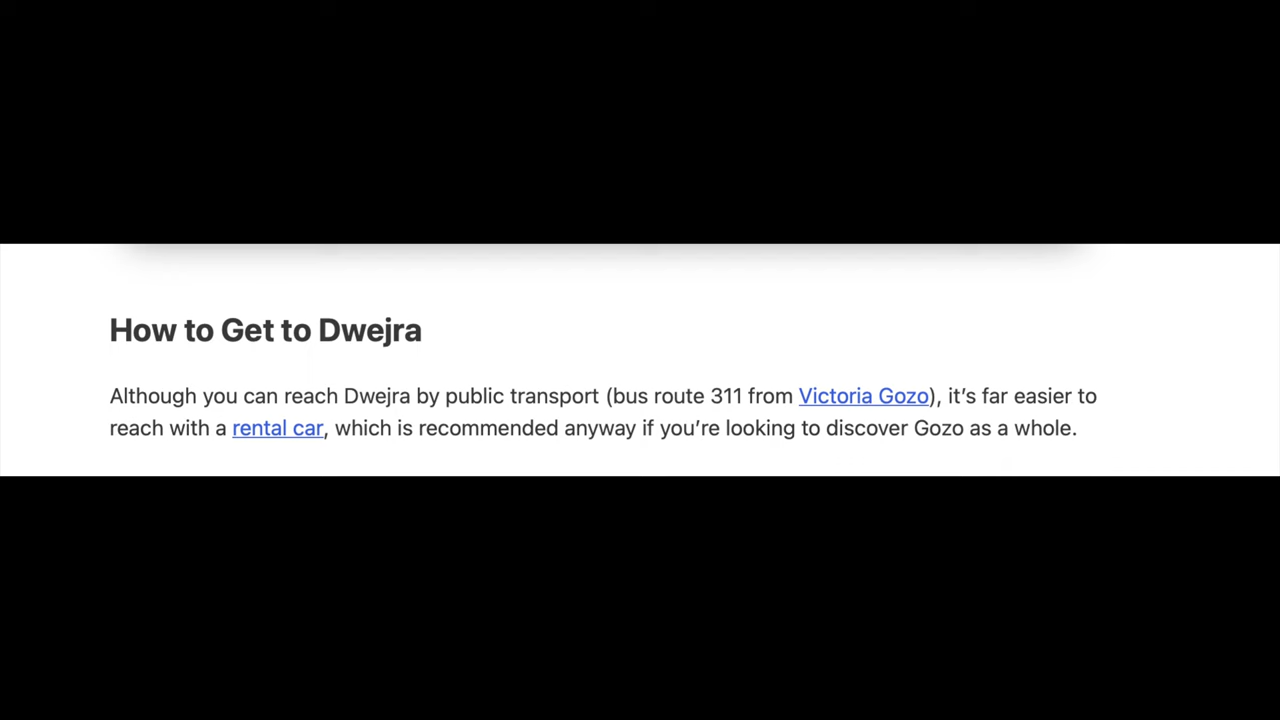 How to Get to Dwejra
Although you can reach Dwejra by public transport (bus route 311 from Victoria Gozo), it’s far easier to
reach with a rental car, which is recommended anyway if you’re looking to discover Gozo as a whole.